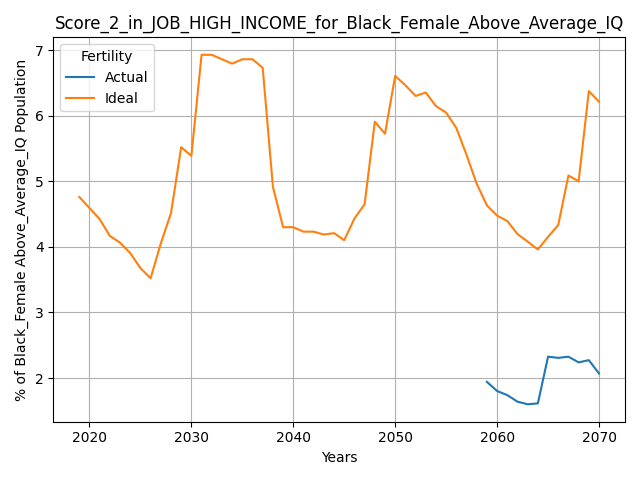 Score_2_in_JOB_HIGH_INCOME_for_Black_Female_Above_Average_IQ
% of Black_Female Above_Average_IQ Population
7
6
5
4
3
2
Fertility
Actual
Ideal
2020 2030 2040 2050 2060 2070
Years